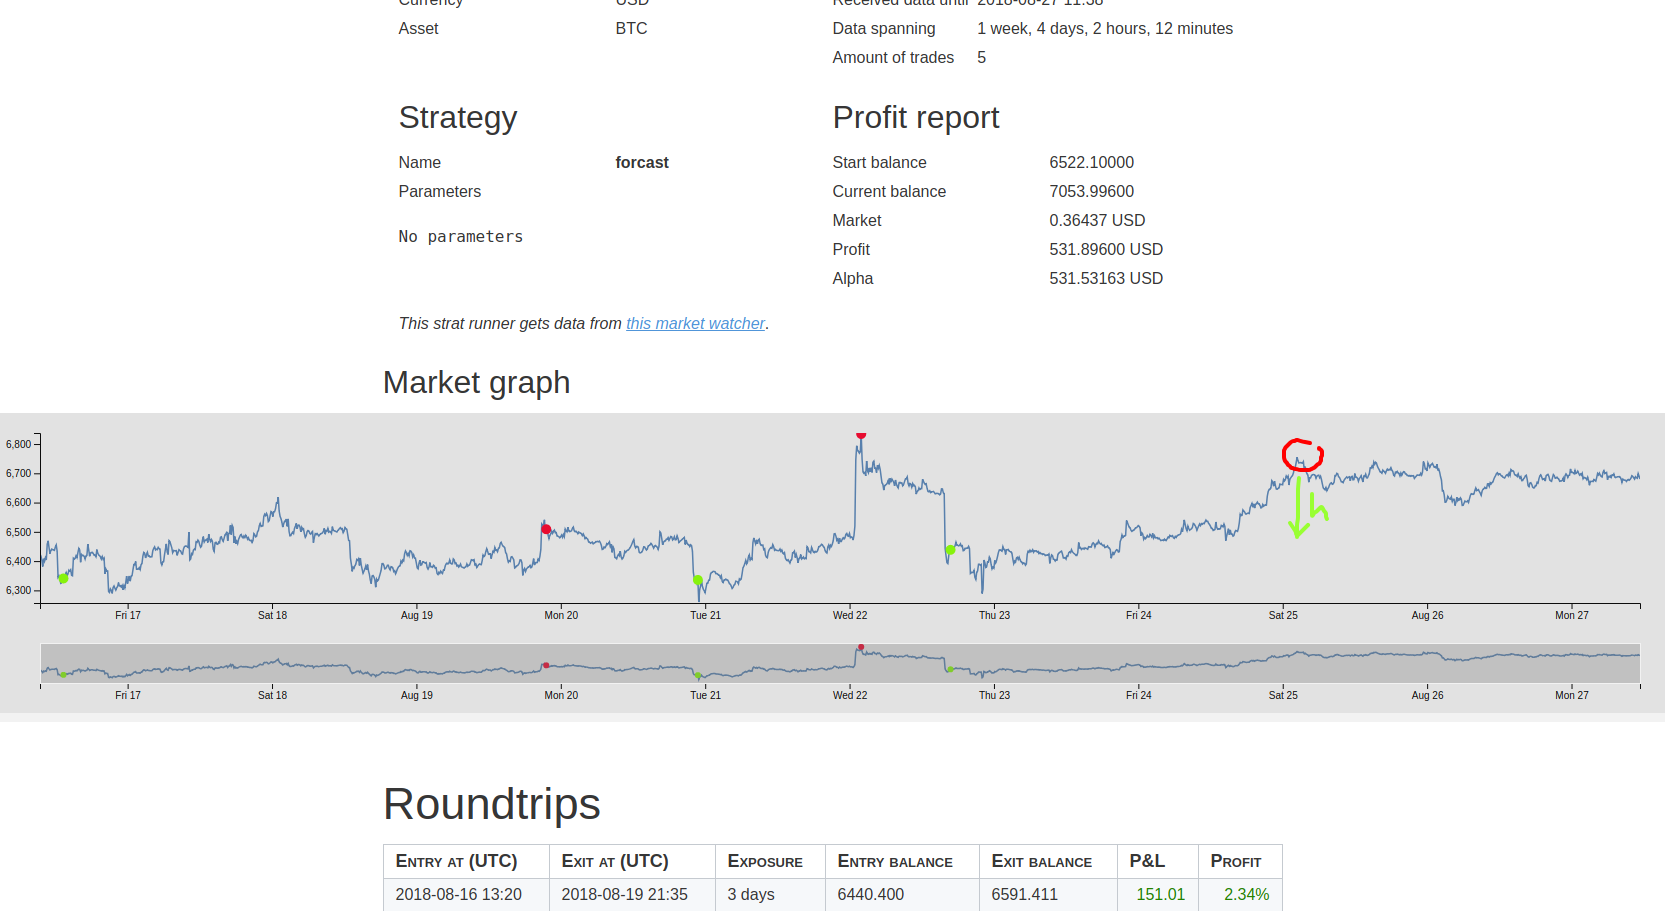 Currency USD Received data until 2018-08-27 11:38
Asset BTC Data spanning 1 week, 4 days, 2 hours, 12 minutes
Amount of trades 5
Strategy Profit report
Name forcast Start balance 6522.10000
Parameters Current balance 7053.99600
Market 0.36437 USD
No parameters
Profit 531.89600 USD
Alpha 531.53163 USD
This strat runner gets data from this market watcher.
Market graph
6,800
6,700
6,600
6,500
6,400
6,300
Fri 17 Sat 18 Aug 19 Mon 20 Tue 21 Wed 22 Thu 23 Fri 24 Sat 25 Aug 26 Mon 27
Fri 17 Sat 18 Aug 19 Mon 20 Tue 21 Wed 22 Thu 23 Fri 24 Sat 25 Aug 26 Mon 27
Roundtrips
Entry at (UTC) Exit at (UTC) Exposure Entry balance Exit balance P&L Profit
2018-08-16 13:20 2018-08-19 21:35 3 days 6440.400 6591.411 151.01 2.34%